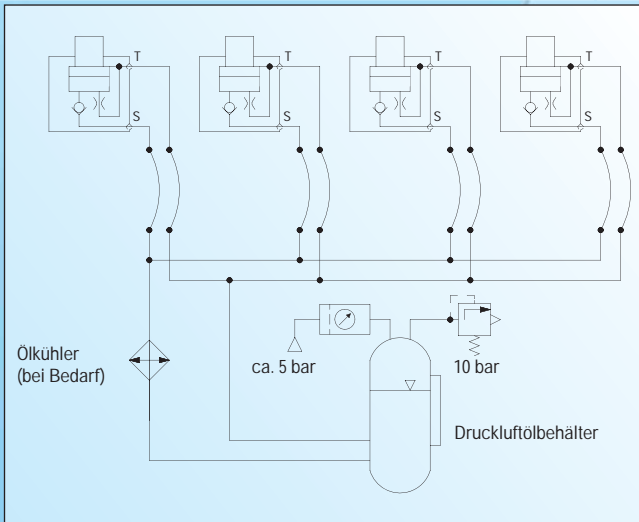 T
T
T
T
S
S
S
S
Ölkühler
(bei Bedarf)
ca. 5 bar
10 bar
Druckluftölbehälter